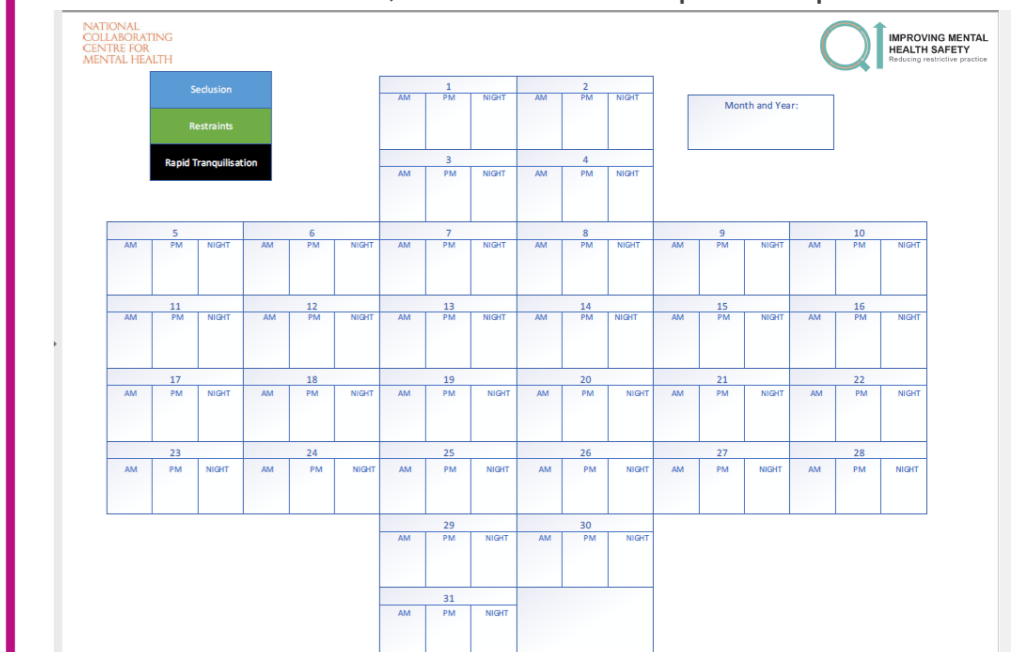 NATIONAL
COLLABORATING
CENTRE FOR
MENTAL HEALTH
IMPROVING MENTAL
HEALTH SAFETY
Reducing restrictive practice
Seclusion
Restraints
Rapid Tranquilisation
Month and Year:
1 2
AM PM NIGHT AM PM NIGHT
3 4
AM PM NIGHT AM PM NIGHT
5 6 7 8 9 10
AM PM NIGHT AM PM NIGHT AM PM NIGHT AM PM NIGHT AM PM NIGHT AM PM NIGHT
11 12 13 14 15 16
AM PM NIGHT AM PM NIGHT AM PM NIGHT AM PM NIGHT AM PM NIGHT AM PM NIGHT
17 18 19 20 21 22
AM PM NIGHT AM PM NIGHT AM PM NIGHT AM PM NIGHT AM PM NIGHT AM PM NIGHT
23 24 25 26 27 28
AM PM NIGHT AM PM NIGHT AM PM NIGHT AM PM NIGHT AM PM NIGHT AM PM NIGHT
29 30
AM PM NIGHT AM PM NIGHT
31
AM PM NIGHT